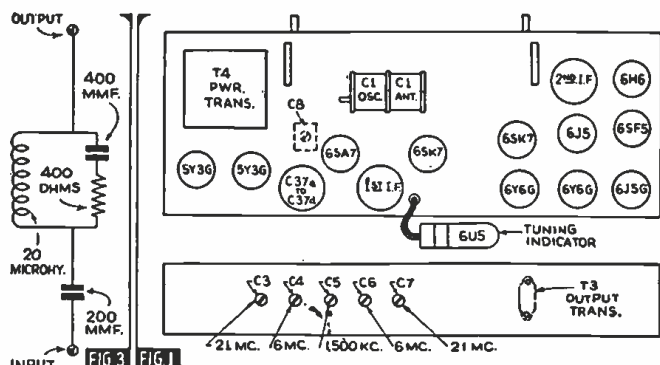 OUTPUT
400
MMF.
400
OHMS
20
MICROHY.
200
MMF.
INPUT
FIG.3
FIG.1
T4
PWR.
TRANS.
C1
OSC.
C1
ANT.
C8
2ND I.F.
6H6
6SK7
6J5
6SF5
6SA7
6SK7
5Y3G
5Y3G
C37a
TO
C37d
1ST I.F.
6Y6G
6Y6G
6J5G
6U5
TUNING
INDICATOR
C3
C4
C5
C6
C7
T3
OUTPUT
TRANS.
21 MC.
6 MC.
1,500 KC.
6 MC.
21 MC.